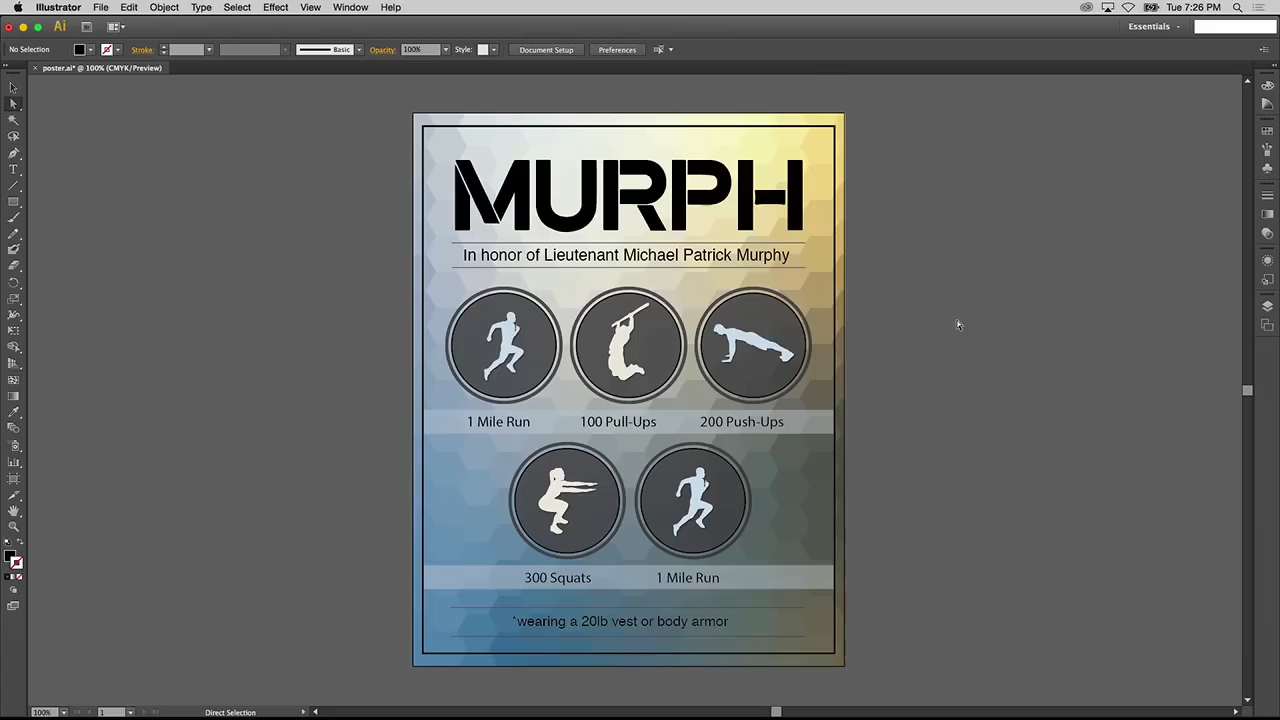 Illustrator File Edit Object Type Select Effect View Window Help
Tue 7:26 PM
Ai
Essentials
No Selection
Stroke:
Basic
Opacity: 100%
Style:
Document Setup
Preferences
× poster.ai* @ 100% (CMYK/Preview)
MURPH
In honor of Lieutenant Michael Patrick Murphy
1 Mile Run 100 Pull-Ups 200 Push-Ups
300 Squats 1 Mile Run
*wearing a 20lb vest or body armor
100% 1 Direct Selection